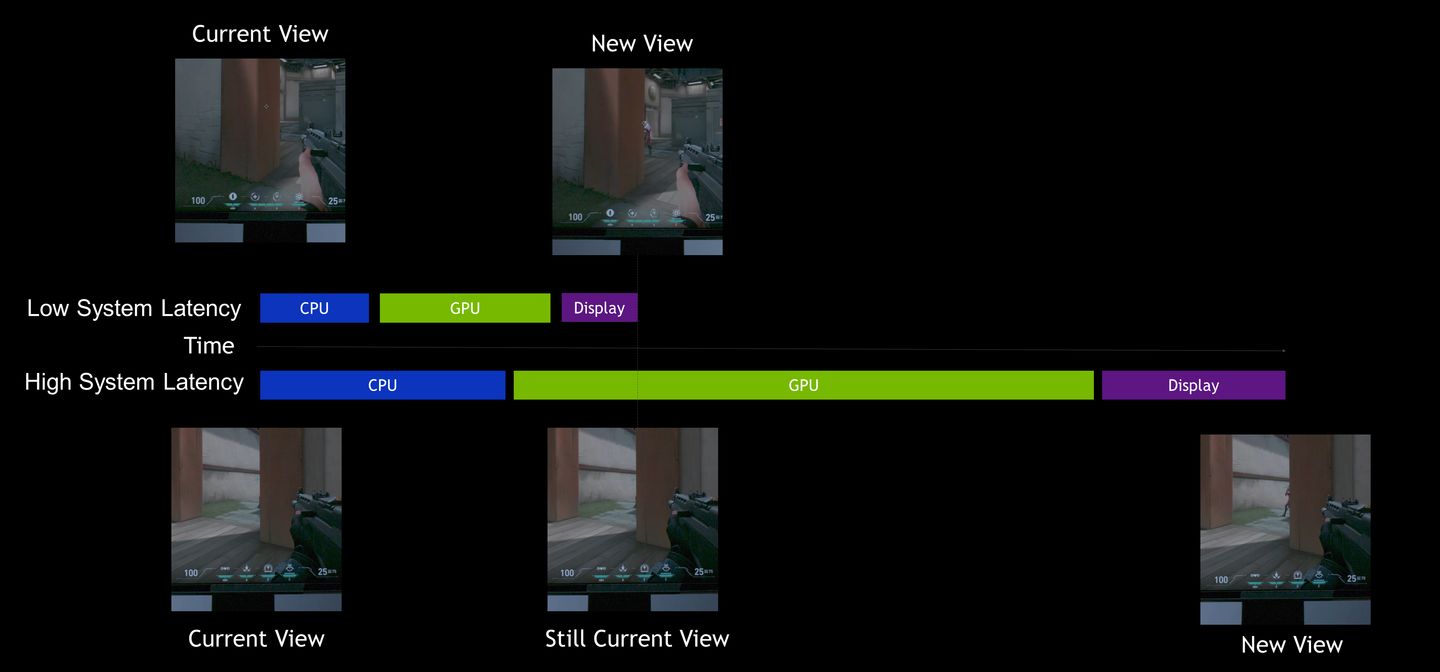 Current View
New View
100
25
100
25
Low System Latency
CPU
GPU
Display
Time
High System Latency
CPU
GPU
Display
100
25
100
25
100
25
Current View
Still Current View
New View